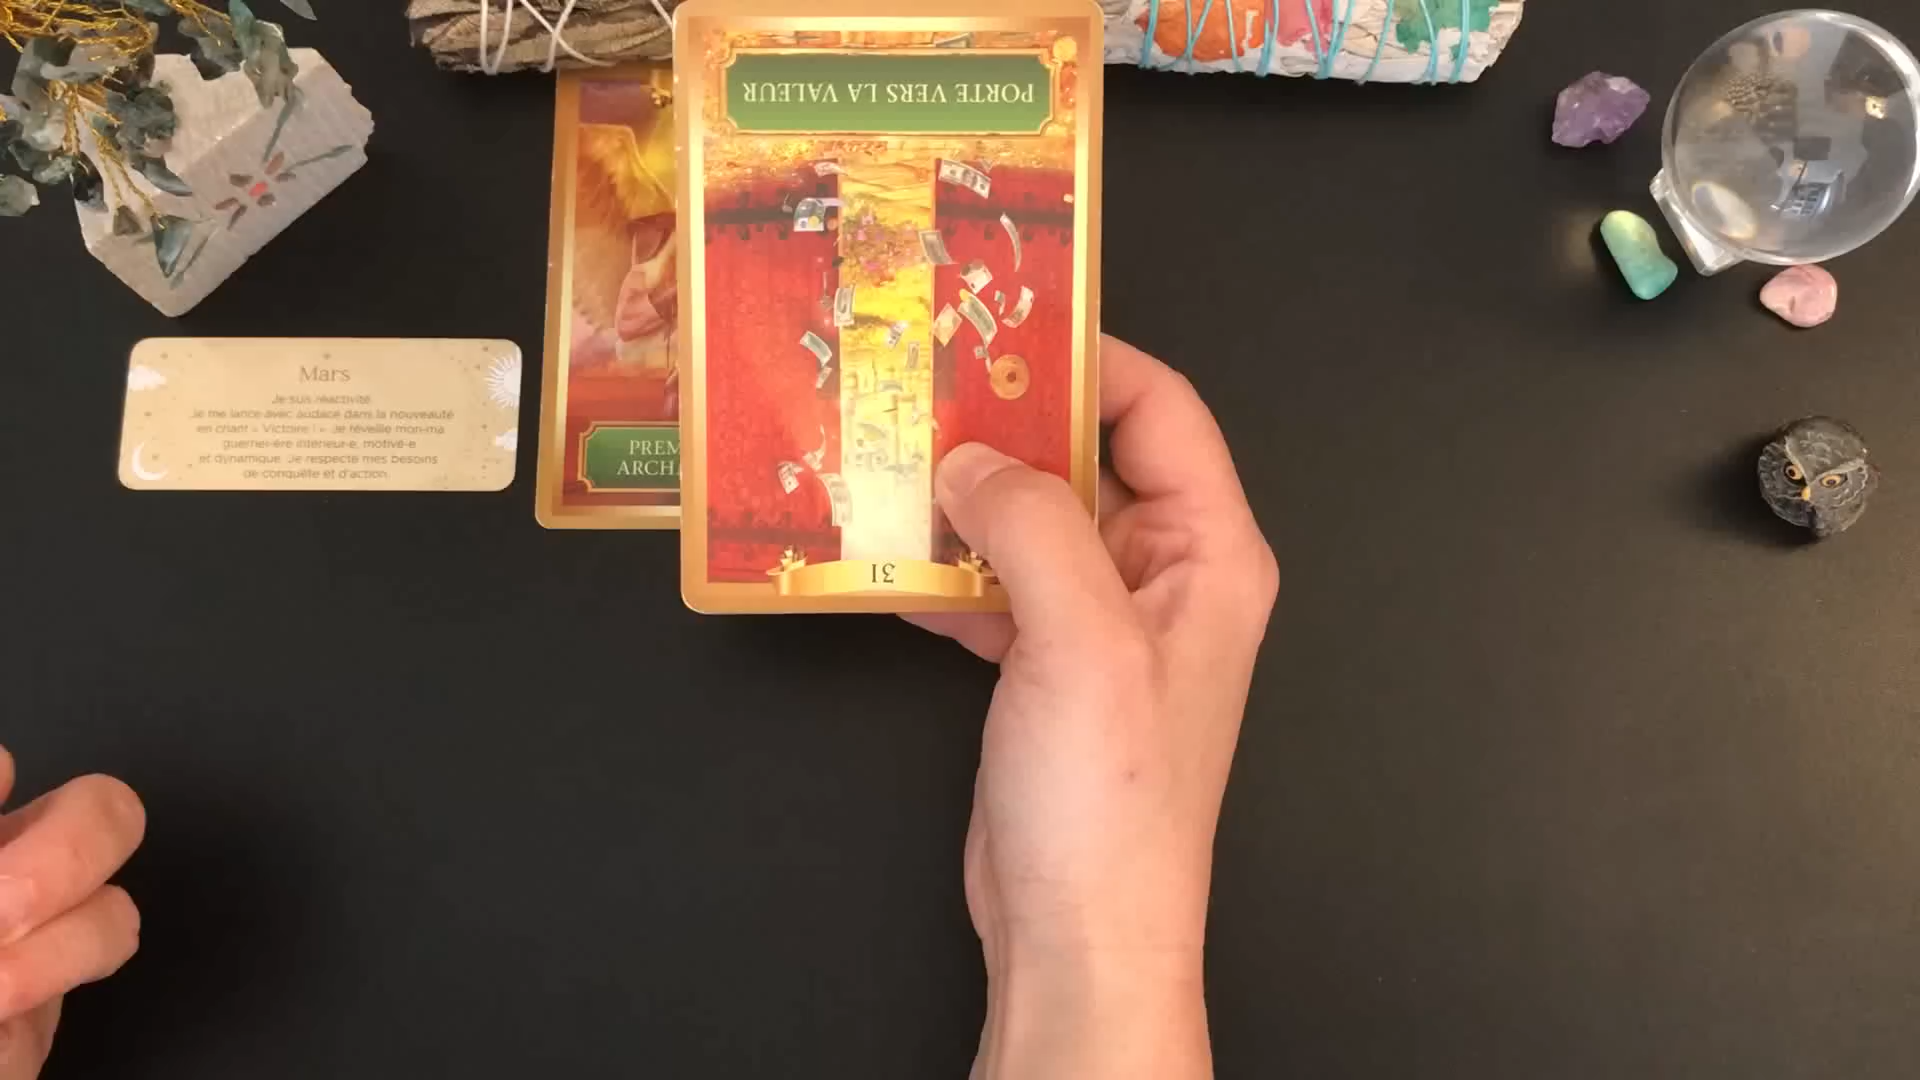 PORTE VERS LA VALEUR
31
Mars
Je suis réactivité.
Je me lance avec audace dans la nouveauté
en chant « Victoire ! » Je réveille mon·ma
guerrier·ère intérieur·e, motivé·e
et dynamique. Je respecte mes besoins
de conquête et d'action.
PREM
ARCHA